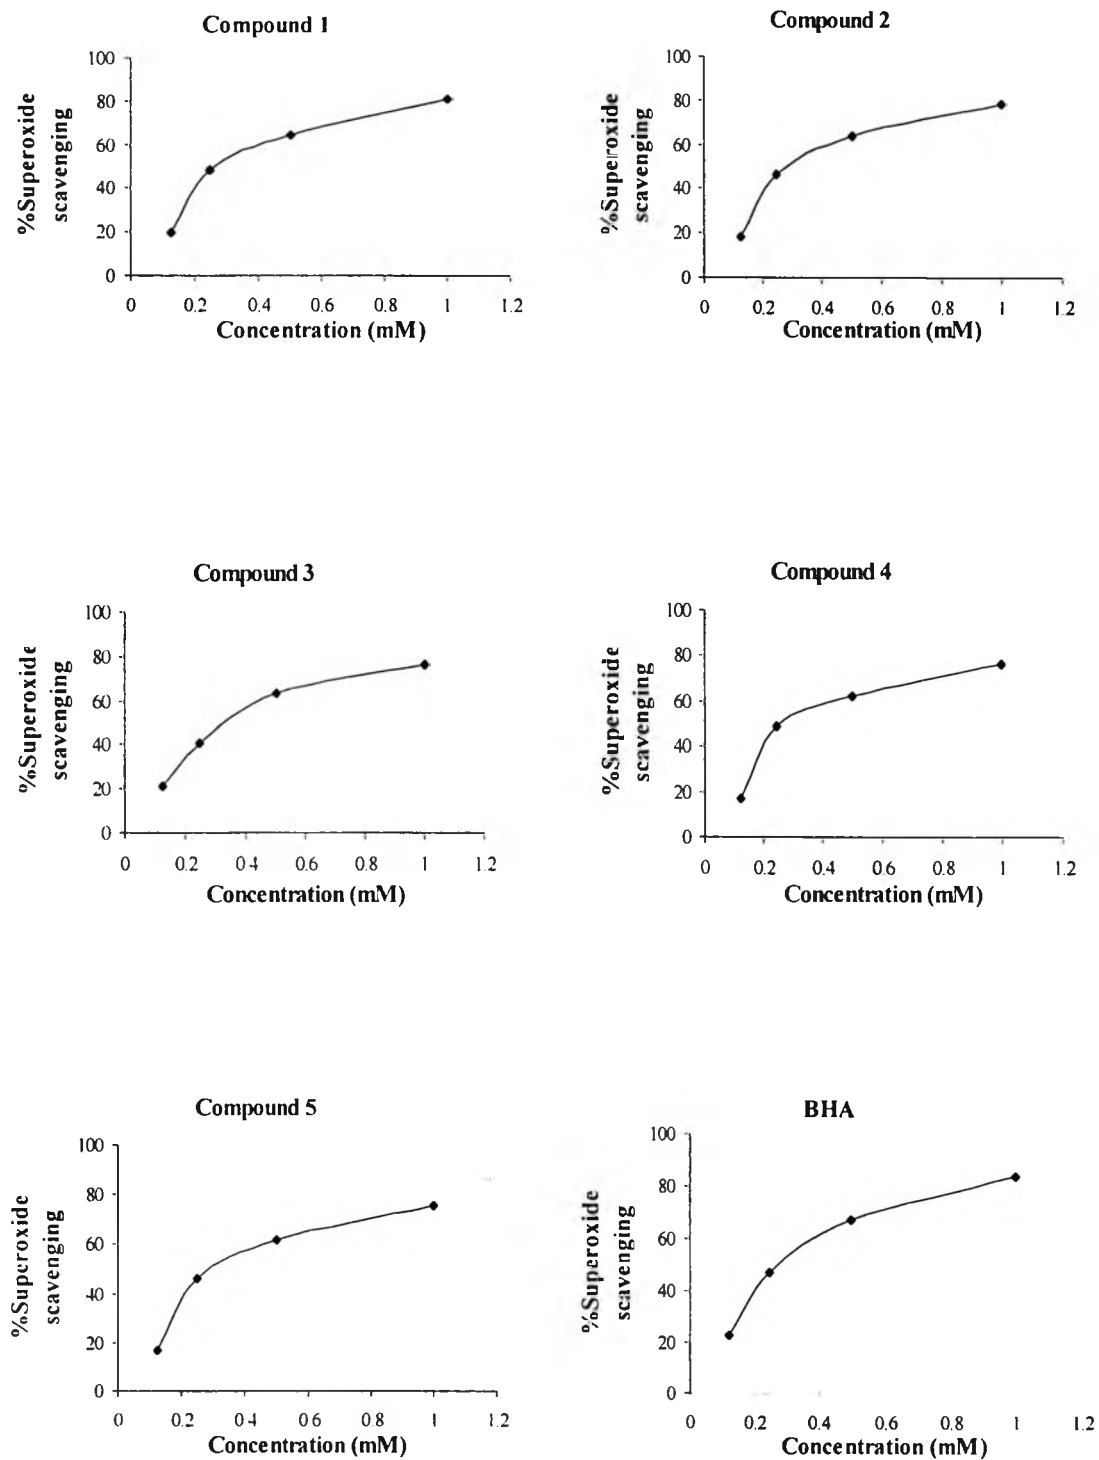 Compound 1
100
80
60
40
20
0
%Superoxide
scavenging
0 0.2 0.4 0.6 0.8 1 1.2
Concentration (mM)
Compound 2
100
80
60
40
20
0
%Superoxide
scavenging
0 0.2 0.4 0.6 0.8 1 1.2
Concentration (mM)
Compound 3
100
80
60
40
20
0
%Superoxide
scavenging
0 0.2 0.4 0.6 0.8 1 1.2
Concentration (mM)
Compound 4
100
80
60
40
20
0
%Superoxide
scavenging
0 0.2 0.4 0.6 0.8 1 1.2
Concentration (mM)
Compound 5
100
80
60
40
20
0
%Superoxide
scavenging
0 0.2 0.4 0.6 0.8 1 1.2
Concentration (mM)
BHA
100
80
60
40
20
0
%Superoxide
scavenging
0 0.2 0.4 0.6 0.8 1 1.2
Concentration (mM)